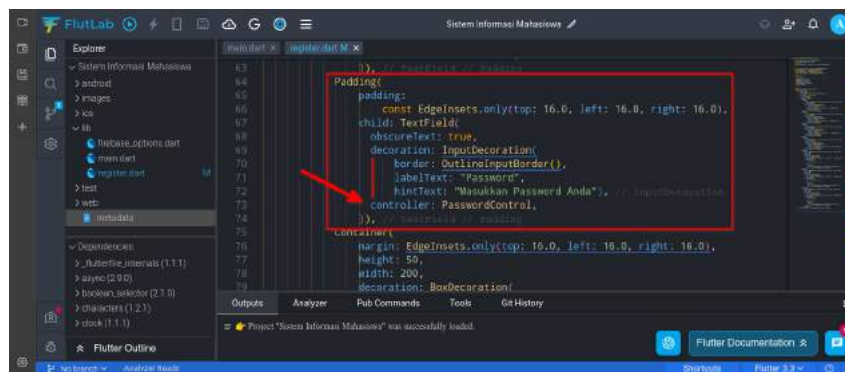 FlutLab
G
Sistem Informasi Mahasiswa
Explorer
main.dart ×
register.dart M ×
Sistem Informasi Mahasiswa
> android
> images
> ios
lib
firebase_options.dart
main.dart
register.dart M
> test
> web
metadata
Dependencies
> _flutterfire_internals (1.1.1)
> async (2.9.0)
> boolean_selector (2.1.0)
> characters (1.2.1)
> clock (1.1.1)
Flutter Outline
63 )), // TextField // Padding
64 Padding(
65 padding:
66 const EdgeInsets.only(top: 16.0, left: 16.0, right: 16.0),
67 child: TextField(
68 obscureText: true,
69 decoration: InputDecoration(
70 border: OutlineInputBorder(),
71 labelText: "Password",
72 hintText: "Masukkan Password Anda"), // InputDecoration
73 controller: PasswordControl,
74 )), // TextField // Padding
75 Container(
76 margin: EdgeInsets.only(top: 16.0, left: 16.0, right: 16.0),
77 height: 50,
78 width: 200,
79 decoration: BoxDecoration(
Outputs Analyzer Pub Commands Tools Git History
Project "Sistem Informasi Mahasiswa" was successfully loaded.
Flutter Documentation
No branch Analyzer Ready
Shortcuts Flutter 3.3